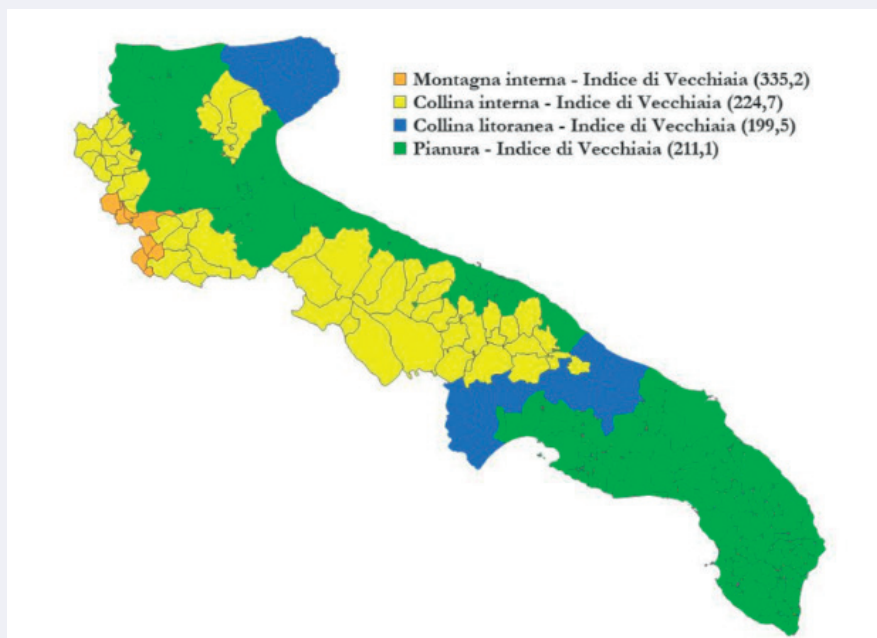 Montagna interna - Indice di Vecchiaia (335,2)
Collina interna - Indice di Vecchiaia (224,7)
Collina litoranea - Indice di Vecchiaia (199,5)
Pianura - Indice di Vecchiaia (211,1)